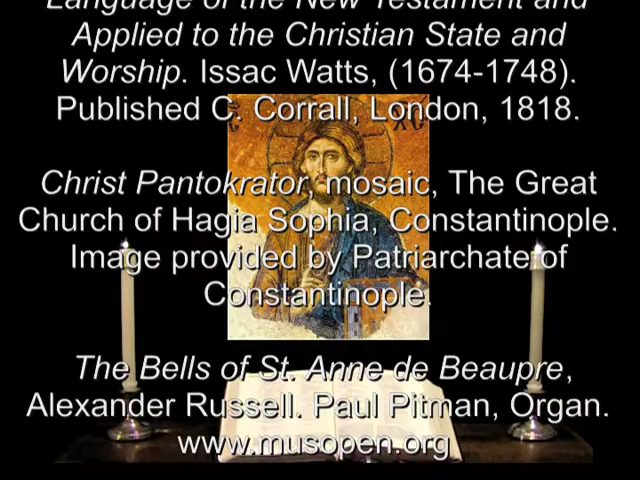 Language of the New Testament and
Applied to the Christian State and
Worship. Issac Watts, (1674-1748).
Published C. Corrall, London, 1818.
Christ Pantokrator, mosaic, The Great
Church of Hagia Sophia, Constantinople.
Image provided by Patriarchate of
Constantinople.
The Bells of St. Anne de Beaupre,
Alexander Russell. Paul Pitman, Organ.
www.musopen.org